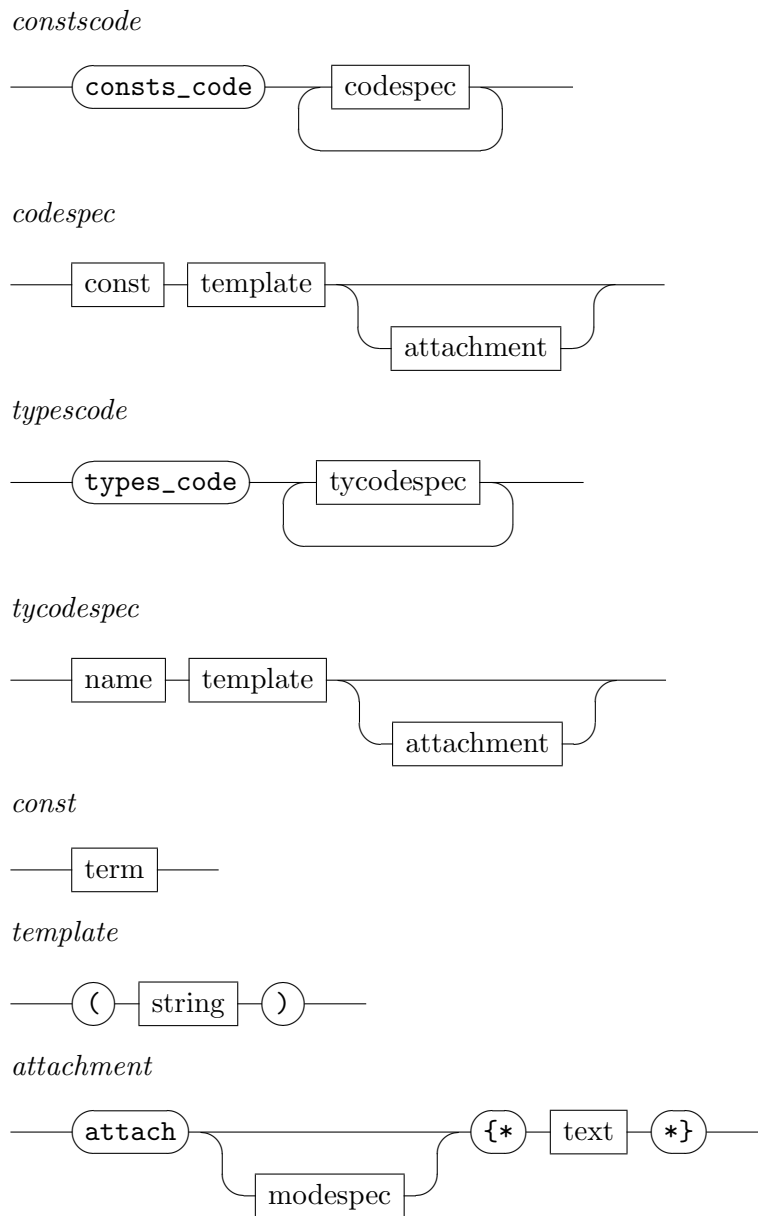 constscode
consts_code codespec
codespec
const template
attachment
typescode
types_code tycodespec
tycodespec
name template
attachment
const
term
template
( string )
attachment
attach {* text *}
modespec